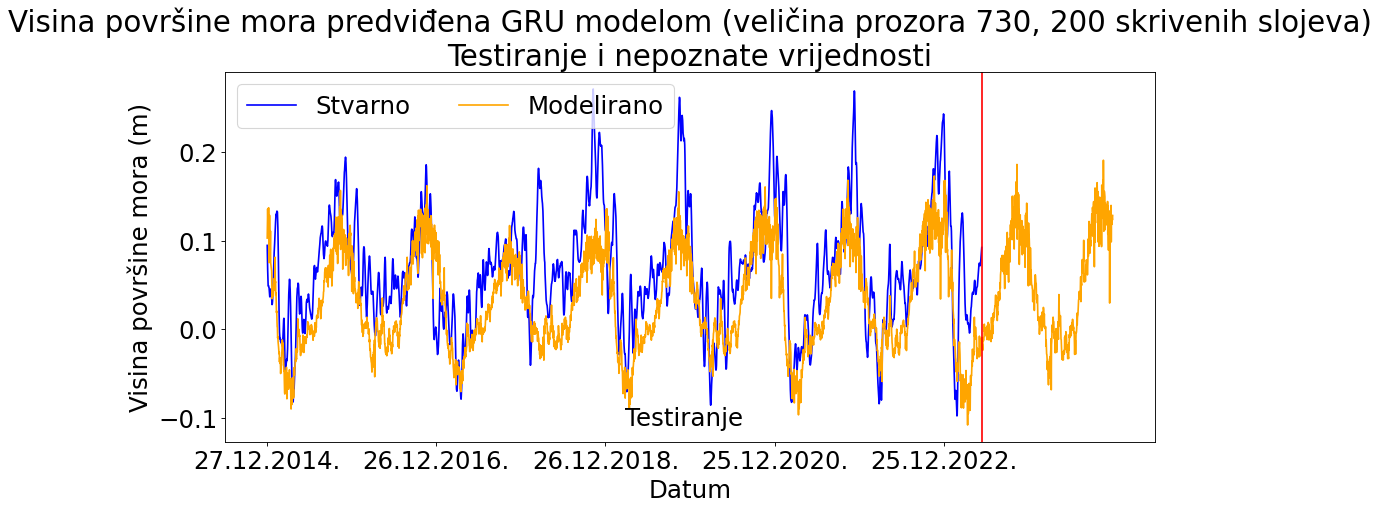 Visina površine mora predviđena GRU modelom (veličina prozora 730, 200 skrivenih slojeva)
Testiranje i nepoznate vrijednosti
Stvarno Modelirano
Visina površine mora (m)
0.2
0.1
0.0
−0.1
Testiranje
27.12.2014. 26.12.2016. 26.12.2018. 25.12.2020. 25.12.2022.
Datum